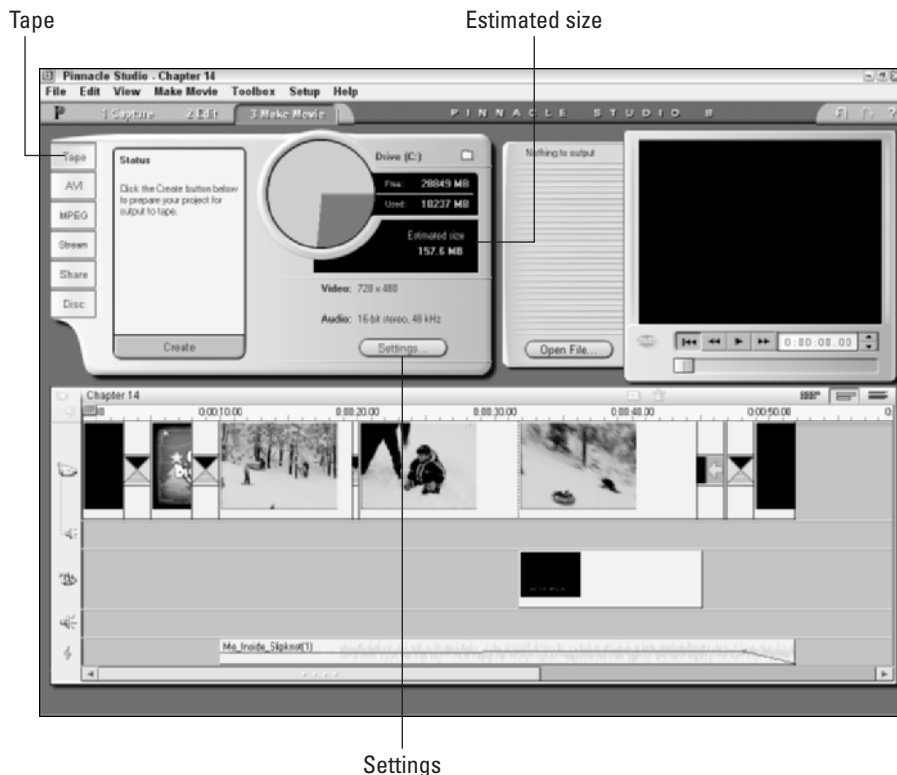 Tape
Estimated size
Pinnacle Studio - Chapter 14
File Edit View Make Movie Toolbox Setup Help
P 1 Capture 2 Edit 3 Make Movie PINNACLE STUDIO 8 ?
Tape
AVI
MPEG
Stream
Share
Disc
Status
Click the Create button below
to prepare your project for
output to tape.
Create
Drive (C:)
Free: 28849 MB
Used: 10237 MB
Estimated size
157.6 MB
Video: 720 x 480
Audio: 16-bit stereo, 48 kHz
Settings...
Nothing to output
Open File...
0:00:00.00
Chapter 14
0:00:10.00 0:00:20.00 0:00:30.00 0:00:40.00 0:00:50.00
Me_Inside_Slipknot(1)
Settings